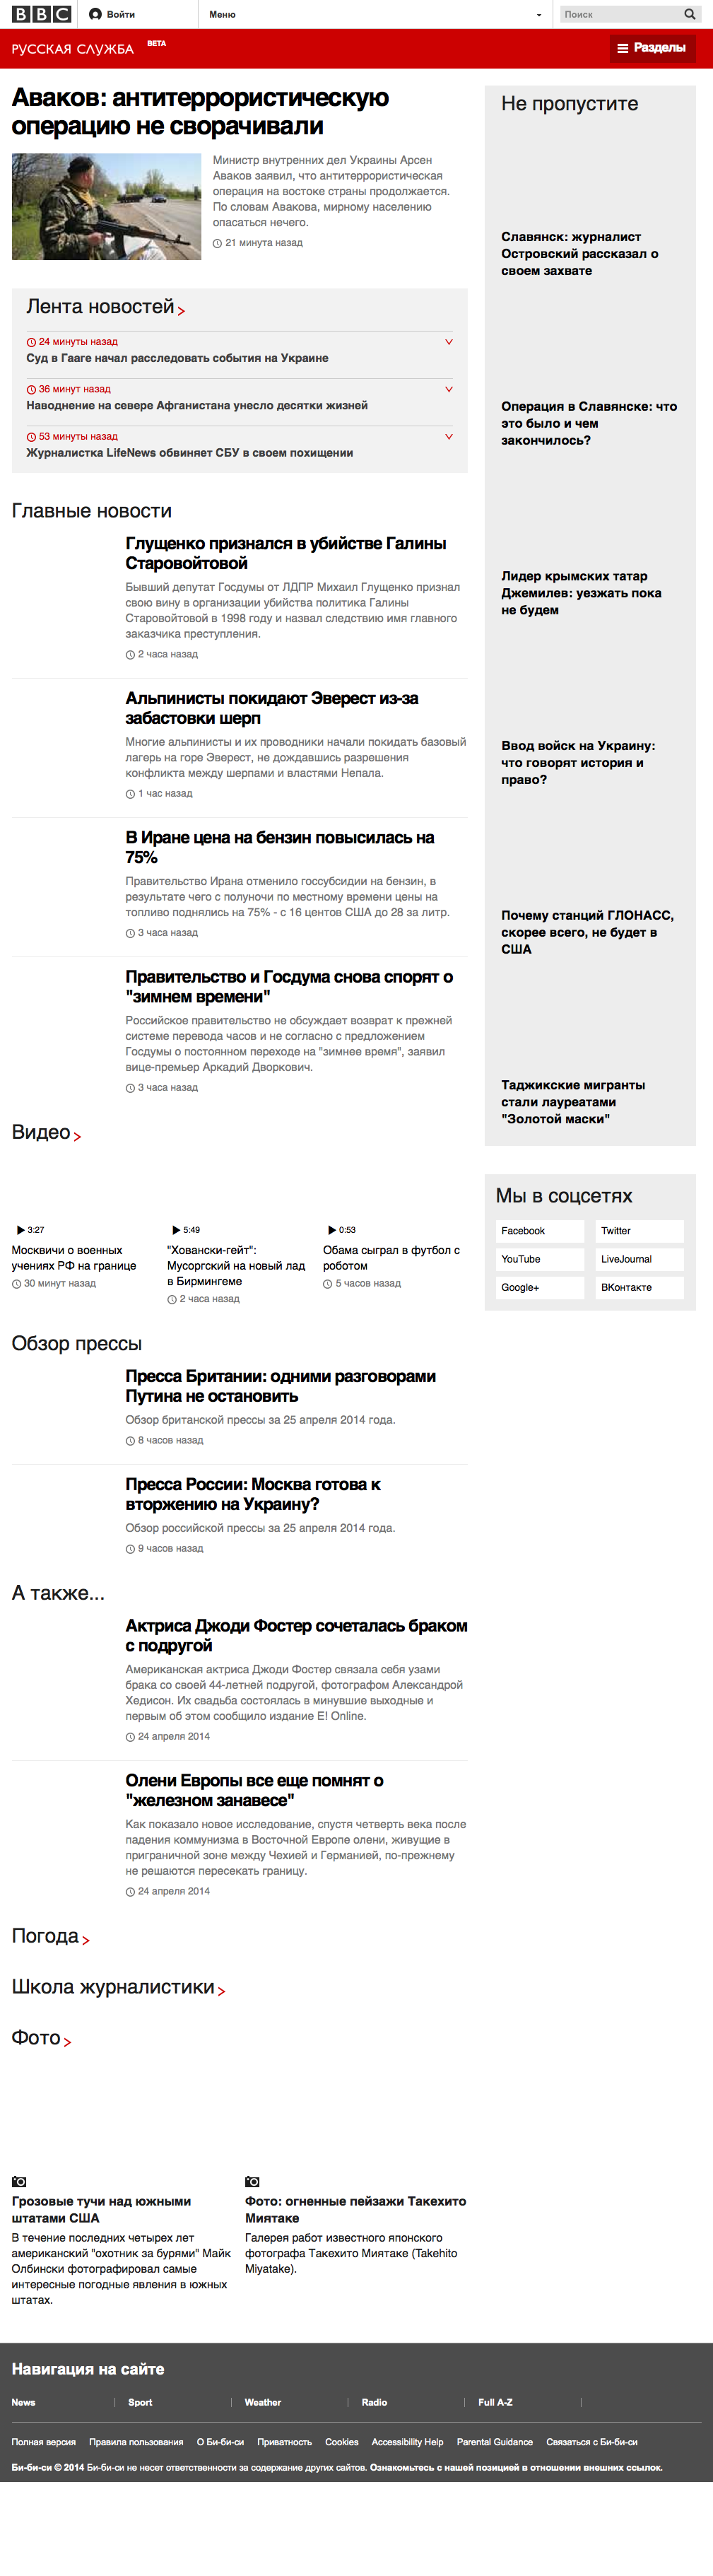 BBC
Войти
Меню
Поиск
РУССКАЯ СЛУЖБА
BETA
Разделы
Аваков: антитеррористическую
операцию не сворачивали
Министр внутренних дел Украины Арсен
Аваков заявил, что антитеррористическая
операция на востоке страны продолжается.
По словам Авакова, мирному населению
опасаться нечего.
21 минута назад
Лента новостей
24 минуты назад
Суд в Гааге начал расследовать события на Украине
36 минут назад
Наводнение на севере Афганистана унесло десятки жизней
53 минуты назад
Журналистка LifeNews обвиняет СБУ в своем похищении
Главные новости
Глущенко признался в убийстве Галины
Старовойтовой
Бывший депутат Госдумы от ЛДПР Михаил Глущенко признал
свою вину в организации убийства политика Галины
Старовойтовой в 1998 году и назвал следствию имя главного
заказчика преступления.
2 часа назад
Альпинисты покидают Эверест из-за
забастовки шерп
Многие альпинисты и их проводники начали покидать базовый
лагерь на горе Эверест, не дождавшись разрешения
конфликта между шерпами и властями Непала.
1 час назад
В Иране цена на бензин повысилась на
75%
Правительство Ирана отменило госсубсидии на бензин, в
результате чего с полуночи по местному времени цены на
топливо поднялись на 75% - с 16 центов США до 28 за литр.
3 часа назад
Правительство и Госдума снова спорят о
"зимнем времени"
Российское правительство не обсуждает возврат к прежней
системе перевода часов и не согласно с предложением
Госдумы о постоянном переходе на "зимнее время", заявил
вице-премьер Аркадий Дворкович.
3 часа назад
Видео
3:27
Москвичи о военных
учениях РФ на границе
30 минут назад
5:49
"Ховански-гейт":
Мусоргский на новый лад
в Бирмингеме
2 часа назад
0:53
Обама сыграл в футбол с
роботом
5 часов назад
Обзор прессы
Пресса Британии: одними разговорами
Путина не остановить
Обзор британской прессы за 25 апреля 2014 года.
8 часов назад
Пресса России: Москва готова к
вторжению на Украину?
Обзор российской прессы за 25 апреля 2014 года.
9 часов назад
А также...
Актриса Джоди Фостер сочеталась браком
с подругой
Американская актриса Джоди Фостер связала себя узами
брака со своей 44-летней подругой, фотографом Александрой
Хедисон. Их свадьба состоялась в минувшие выходные и
первым об этом сообщило издание E! Online.
24 апреля 2014
Олени Европы все еще помнят о
"железном занавесе"
Как показало новое исследование, спустя четверть века после
падения коммунизма в Восточной Европе олени, живущие в
приграничной зоне между Чехией и Германией, по-прежнему
не решаются пересекать границу.
24 апреля 2014
Погода
Школа журналистики
Фото
Грозовые тучи над южными
штатами США
В течение последних четырех лет
американский "охотник за бурями" Майк
Олбински фотографировал самые
интересные погодные явления в южных
штатах.
Фото: огненные пейзажи Такехито
Миятаке
Галерея работ известного японского
фотографа Такехито Миятаке (Takehito
Miyatake).
Не пропустите
Славянск: журналист
Островский рассказал о
своем захвате
Операция в Славянске: что
это было и чем
закончилось?
Лидер крымских татар
Джемилев: уезжать пока
не будем
Ввод войск на Украину:
что говорят история и
право?
Почему станций ГЛОНАСС,
скорее всего, не будет в
США
Таджикские мигранты
стали лауреатами
"Золотой маски"
Мы в соцсетях
Facebook
Twitter
YouTube
LiveJournal
Google+
ВКонтакте
Навигация на сайте
News
Sport
Weather
Radio
Full A-Z
Полная версия
Правила пользования
О Би-би-си
Приватность
Cookies
Accessibility Help
Parental Guidance
Связаться с Би-би-си
Би-би-си © 2014 Би-би-си не несет ответственности за содержание других сайтов. Ознакомьтесь с нашей позицией в отношении внешних ссылок.